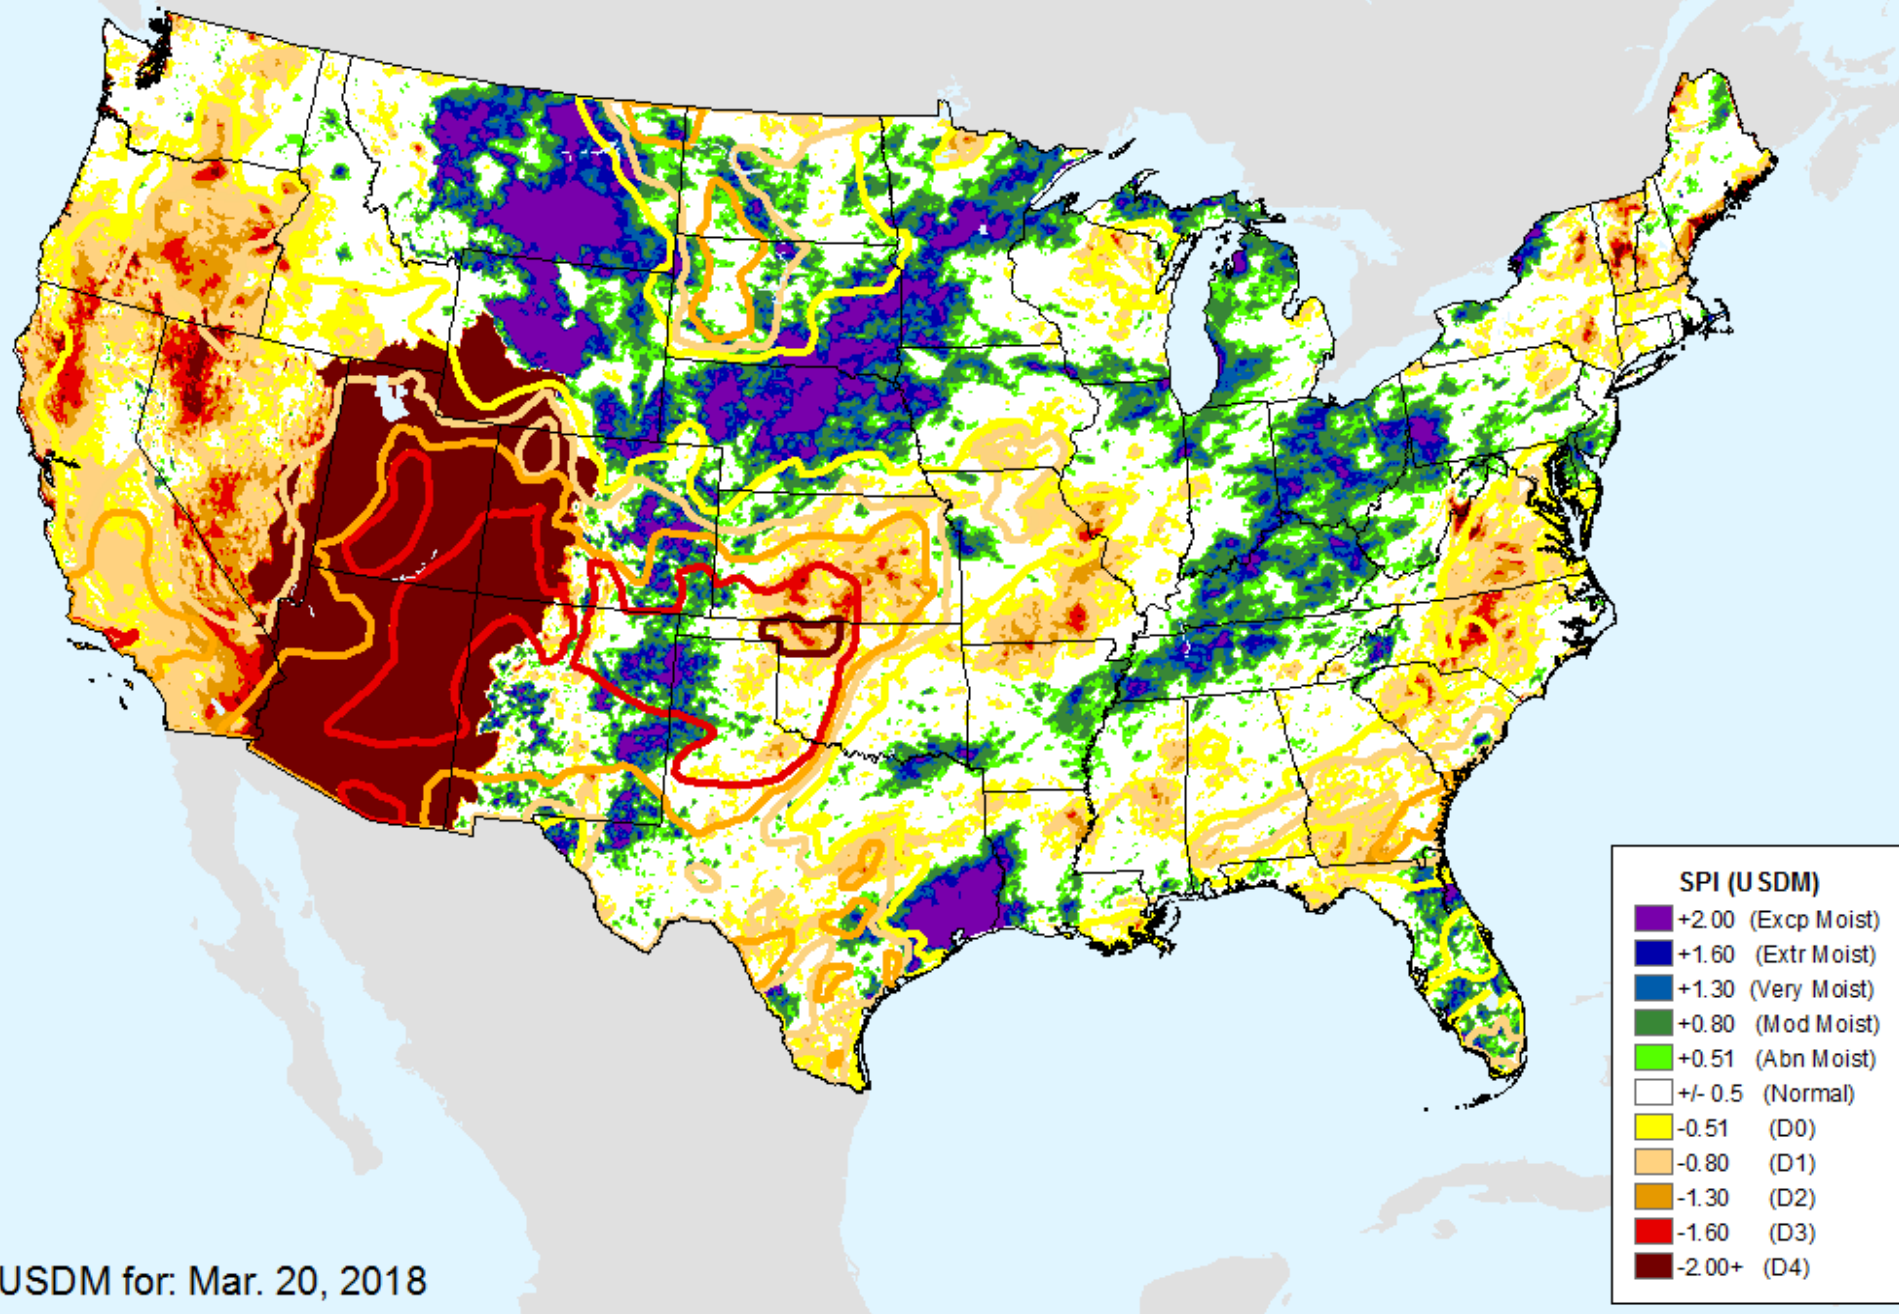 SPI (USDM)
+2.00 (Excp Moist)
+1.60 (Extr Moist)
+1.30 (Very Moist)
+0.80 (Mod Moist)
+0.51 (Abn Moist)
+/- 0.5 (Normal)
-0.51 (D0)
-0.80 (D1)
-1.30 (D2)
-1.60 (D3)
-2.00+ (D4)
USDM for: Mar. 20, 2018